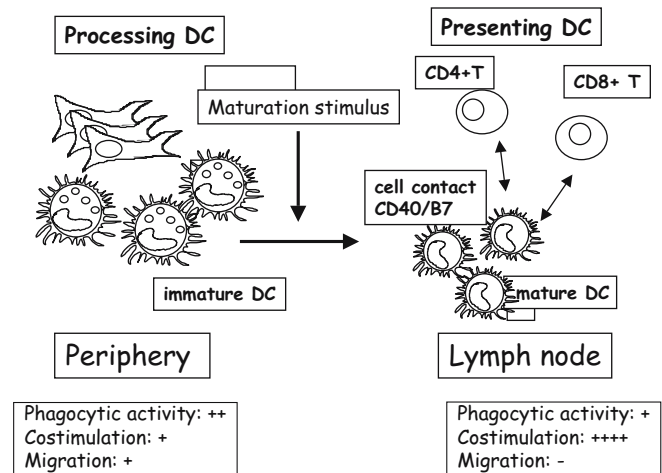 Processing DC
Presenting DC
Maturation stimulus
CD4+T
CD8+ T
cell contact
CD40/B7
immature DC
mature DC
Periphery
Lymph node
Phagocytic activity: ++
Costimulation: +
Migration: +
Phagocytic activity: +
Costimulation: ++++
Migration: -